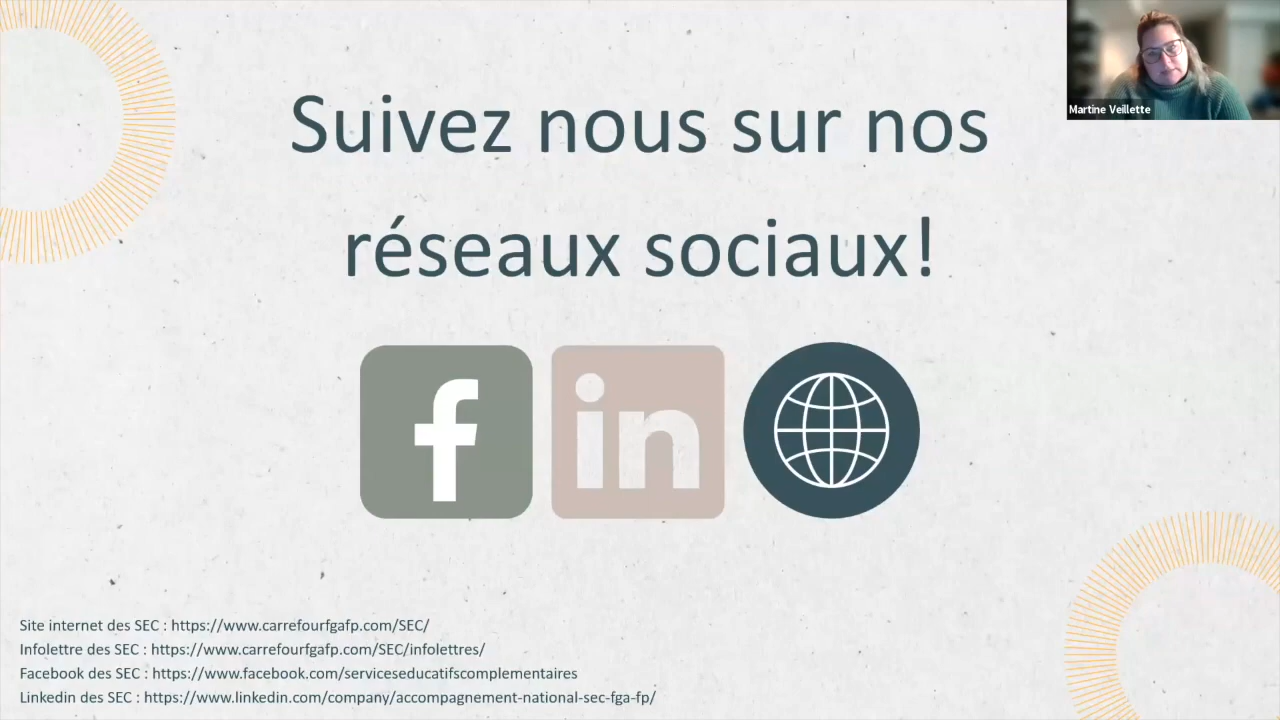 Martine Veillette
Suivez nous sur nos
réseaux sociaux!
f in
Site internet des SEC : https://www.carrefourfgafp.com/SEC/
Infolettre des SEC : https://www.carrefourfgafp.com/SEC/infolettres/
Facebook des SEC : https://www.facebook.com/serviceseducatifscomplementaires
Linkedin des SEC : https://www.linkedin.com/company/accompagnement-national-sec-fga-fp/